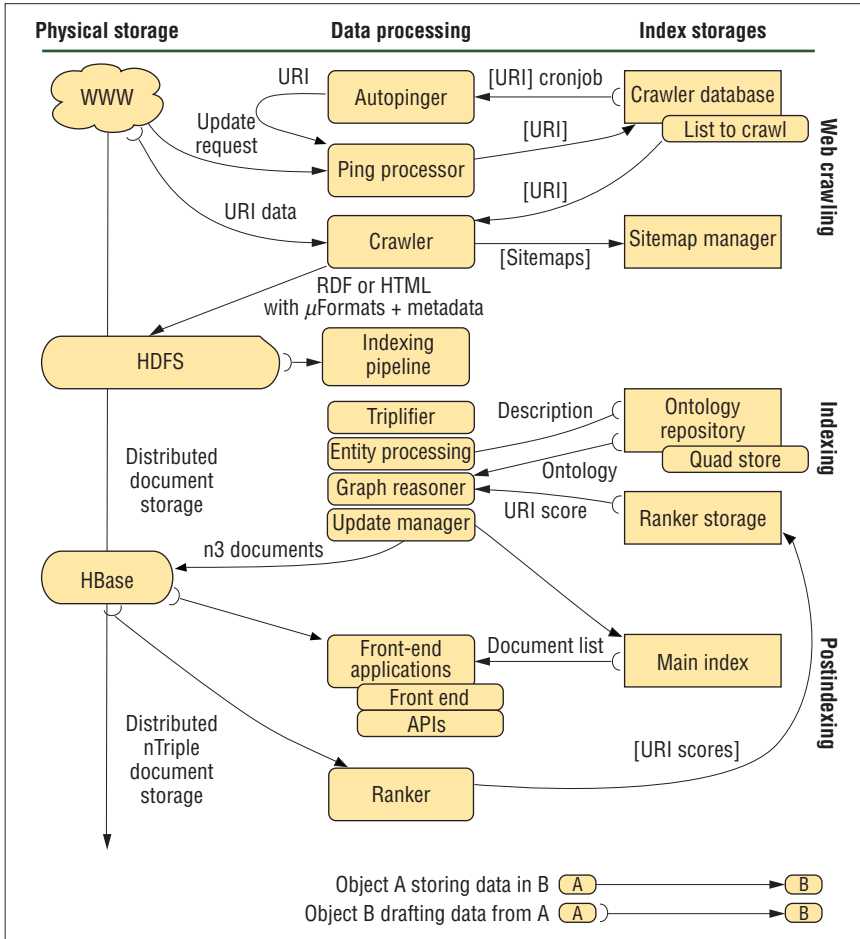 Physical storage
Data processing
Index storages
WWW
URI
Autopinger
[URI] cronjob
Crawler database
List to crawl
Update
request
Ping processor
[URI]
[URI]
URI data
Crawler
[Sitemaps]
Sitemap manager
Web crawling
RDF or HTML
with μFormats + metadata
HDFS
Indexing
pipeline
Triplifier
Description
Ontology
repository
Indexing
Entity processing
Quad store
Distributed
document
storage
Graph reasoner
Ontology
URI score
Ranker storage
Update manager
n3 documents
HBase
Front-end
applications
Document list
Main index
Front end
APIs
Postindexing
Distributed
nTriple
document
storage
[URI scores]
Ranker
Object A storing data in B
A
B
Object B drafting data from A
A
B